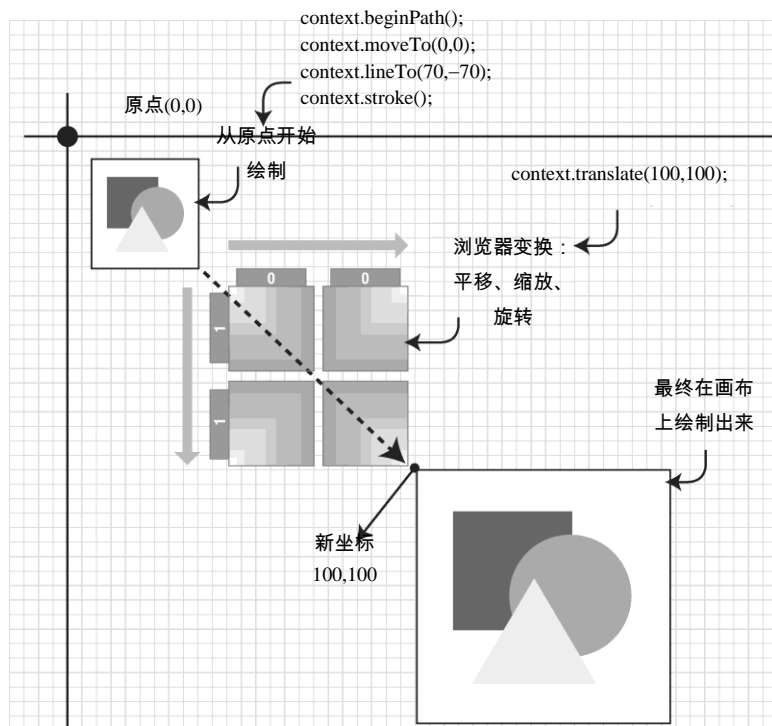 context.beginPath();
context.moveTo(0,0);
context.lineTo(70,–70);
context.stroke();
原点(0,0)
从原点开始
绘制
context.translate(100,100);
浏览器变换：
平移、缩放、
旋转
0
0
1
1
最终在画布
上绘制出来
新坐标
100,100